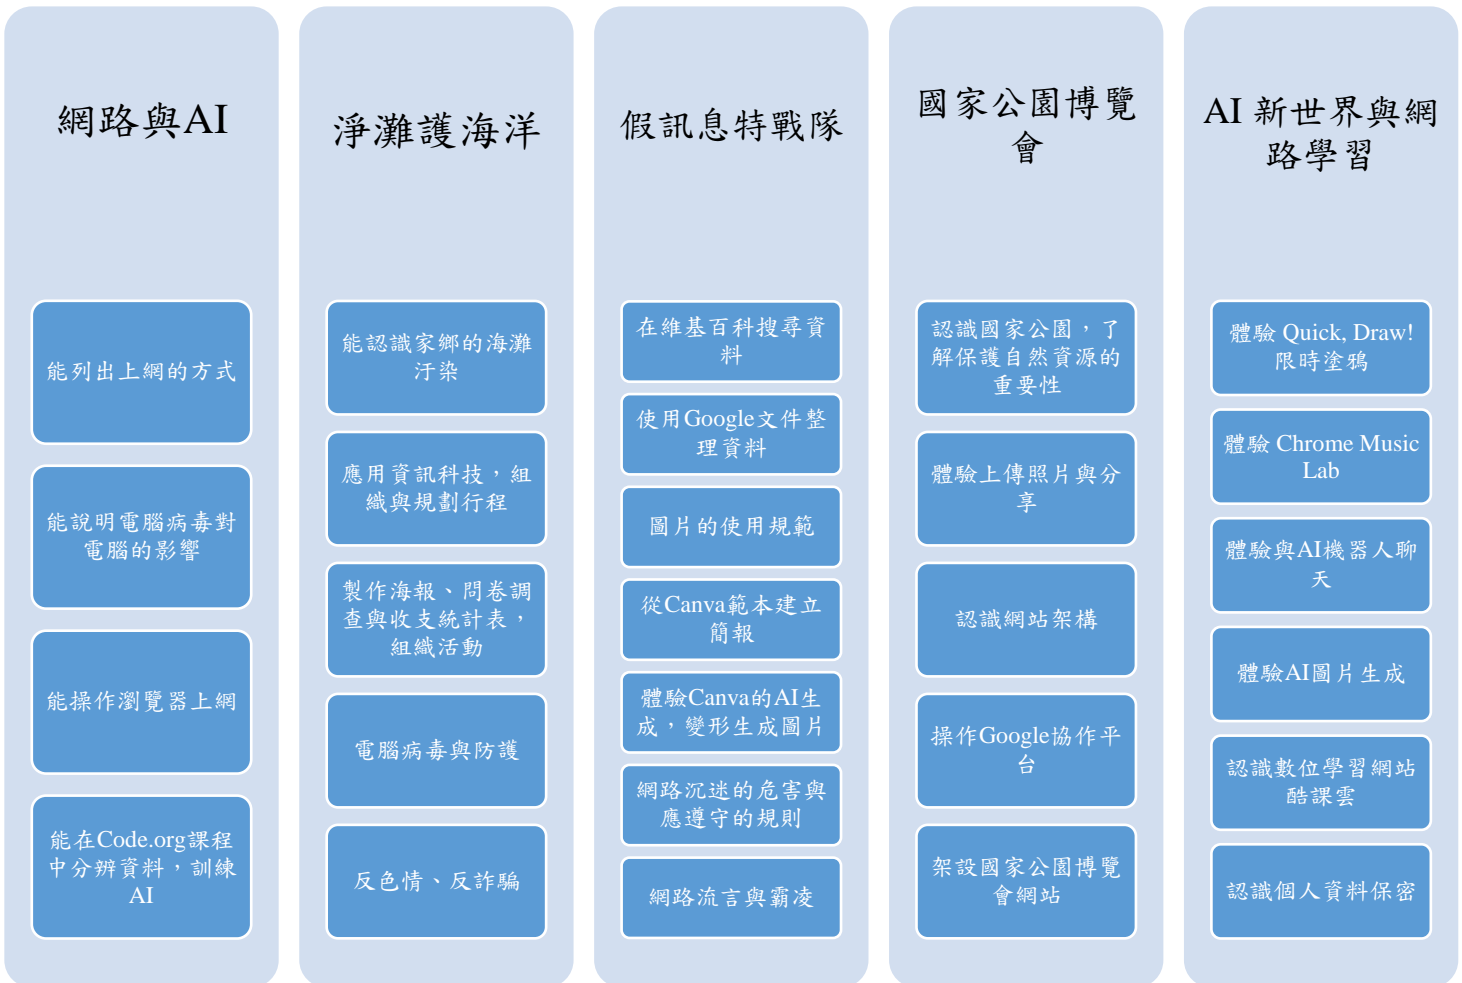 網路與AI
能列出上網的方式
能說明電腦病毒對
電腦的影響
能操作瀏覽器上網
能在Code.org課程
中分辨資料，訓練
AI
淨灘護海洋
能認識家鄉的海灘
汙染
應用資訊科技，組
織與規劃行程
製作海報、問卷調
查與收支統計表，
組織活動
電腦病毒與防護
反色情、反詐騙
假訊息特戰隊
在維基百科搜尋資
料
使用Google文件整
理資料
圖片的使用規範
從Canva範本建立
簡報
體驗Canva的AI生
成，變形生成圖片
網路沉迷的危害與
應遵守的規則
網路流言與霸凌
國家公園博覽
會
認識國家公園，了
解保護自然資源的
重要性
體驗上傳照片與分
享
認識網站架構
操作Google協作平
台
架設國家公園博覽
會網站
AI 新世界與網
路學習
體驗 Quick, Draw!
限時塗鴉
體驗 Chrome Music
Lab
體驗與AI機器人聊
天
體驗AI圖片生成
認識數位學習網站
酷課雲
認識個人資料保密